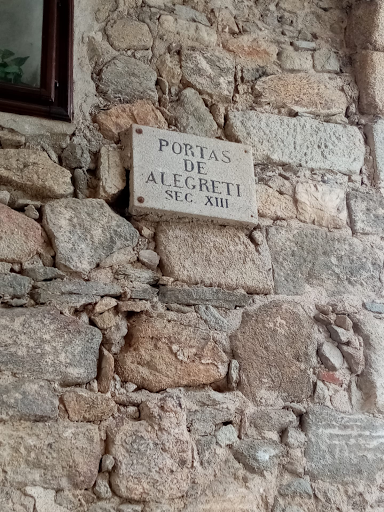 PORTAS
DE
ALEGRETI
SEC. XIII